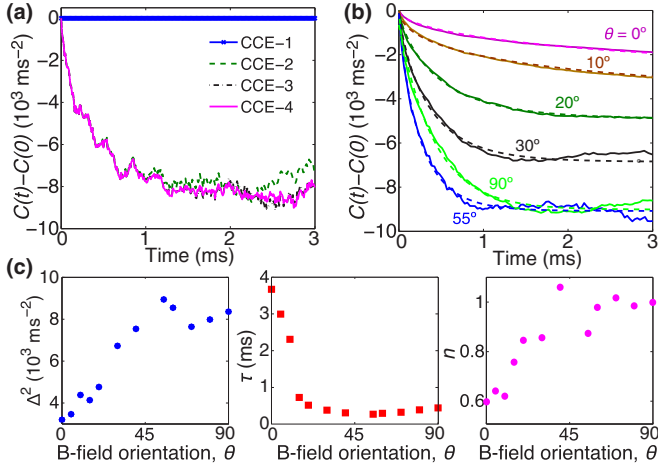 (a)
C(t)−C(0) (10³ ms⁻²)
0
−2
−4
−6
−8
−10
CCE−1
CCE−2
CCE−3
CCE−4
0 1 2 3
Time (ms)
(b)
C(t)−C(0) (10³ ms⁻²)
0
−2
−4
−6
−8
−10
θ = 0°
10°
20°
30°
90°
55°
0 1 2 3
Time (ms)
(c)
Δ² (10³ ms⁻²)
10
8
6
4
0 45 90
B-field orientation, θ
τ (ms)
4
3
2
1
0
0 45 90
B-field orientation, θ
n
1
0.8
0.6
0 45 90
B-field orientation, θ